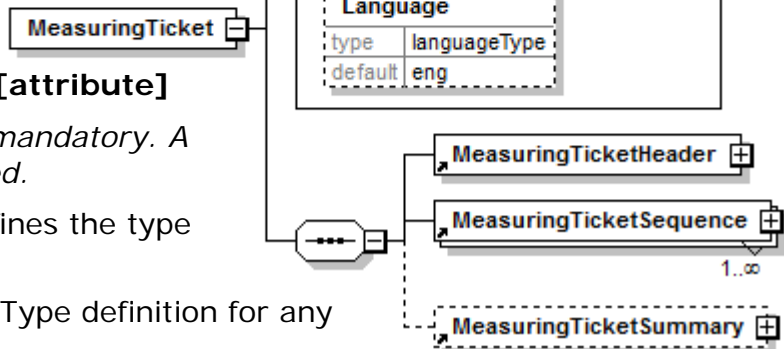 Language
MeasuringTicket
type languageType
default eng
[attribute]
mandatory. A
MeasuringTicketHeader
d.
ines the type
MeasuringTicketSequence
1..∞
Type definition for any
MeasuringTicketSummary